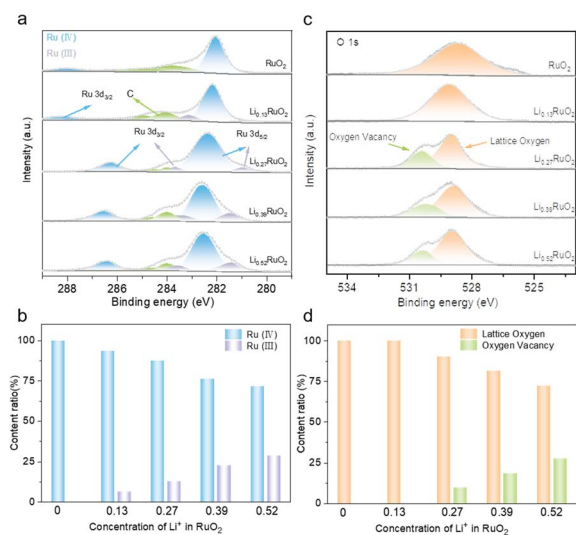 a
Ru (IV)
Ru (III)
RuO2
Ru 3d3/2
C
Li0.13RuO2
Ru 3d3/2
Ru 3d5/2
Li0.27RuO2
Li0.39RuO2
Li0.52RuO2
Intensity (a.u.)
288 286 284 282 280
Binding energy (eV)
c
O 1s
RuO2
Li0.13RuO2
Oxygen Vacancy
Lattice Oxygen
Li0.27RuO2
Li0.39RuO2
Li0.52RuO2
Intensity (a.u.)
534 531 528 525
Binding energy (eV)
b
Ru (IV)
Ru (III)
Content ratio(%)
100
75
50
25
0
0 0.13 0.27 0.39 0.52
Concentration of Li+ in RuO2
d
Lattice Oxygen
Oxygen Vacancy
Content ratio (%)
100
75
50
25
0
0 0.13 0.27 0.39 0.52
Concentration of Li+ in RuO2